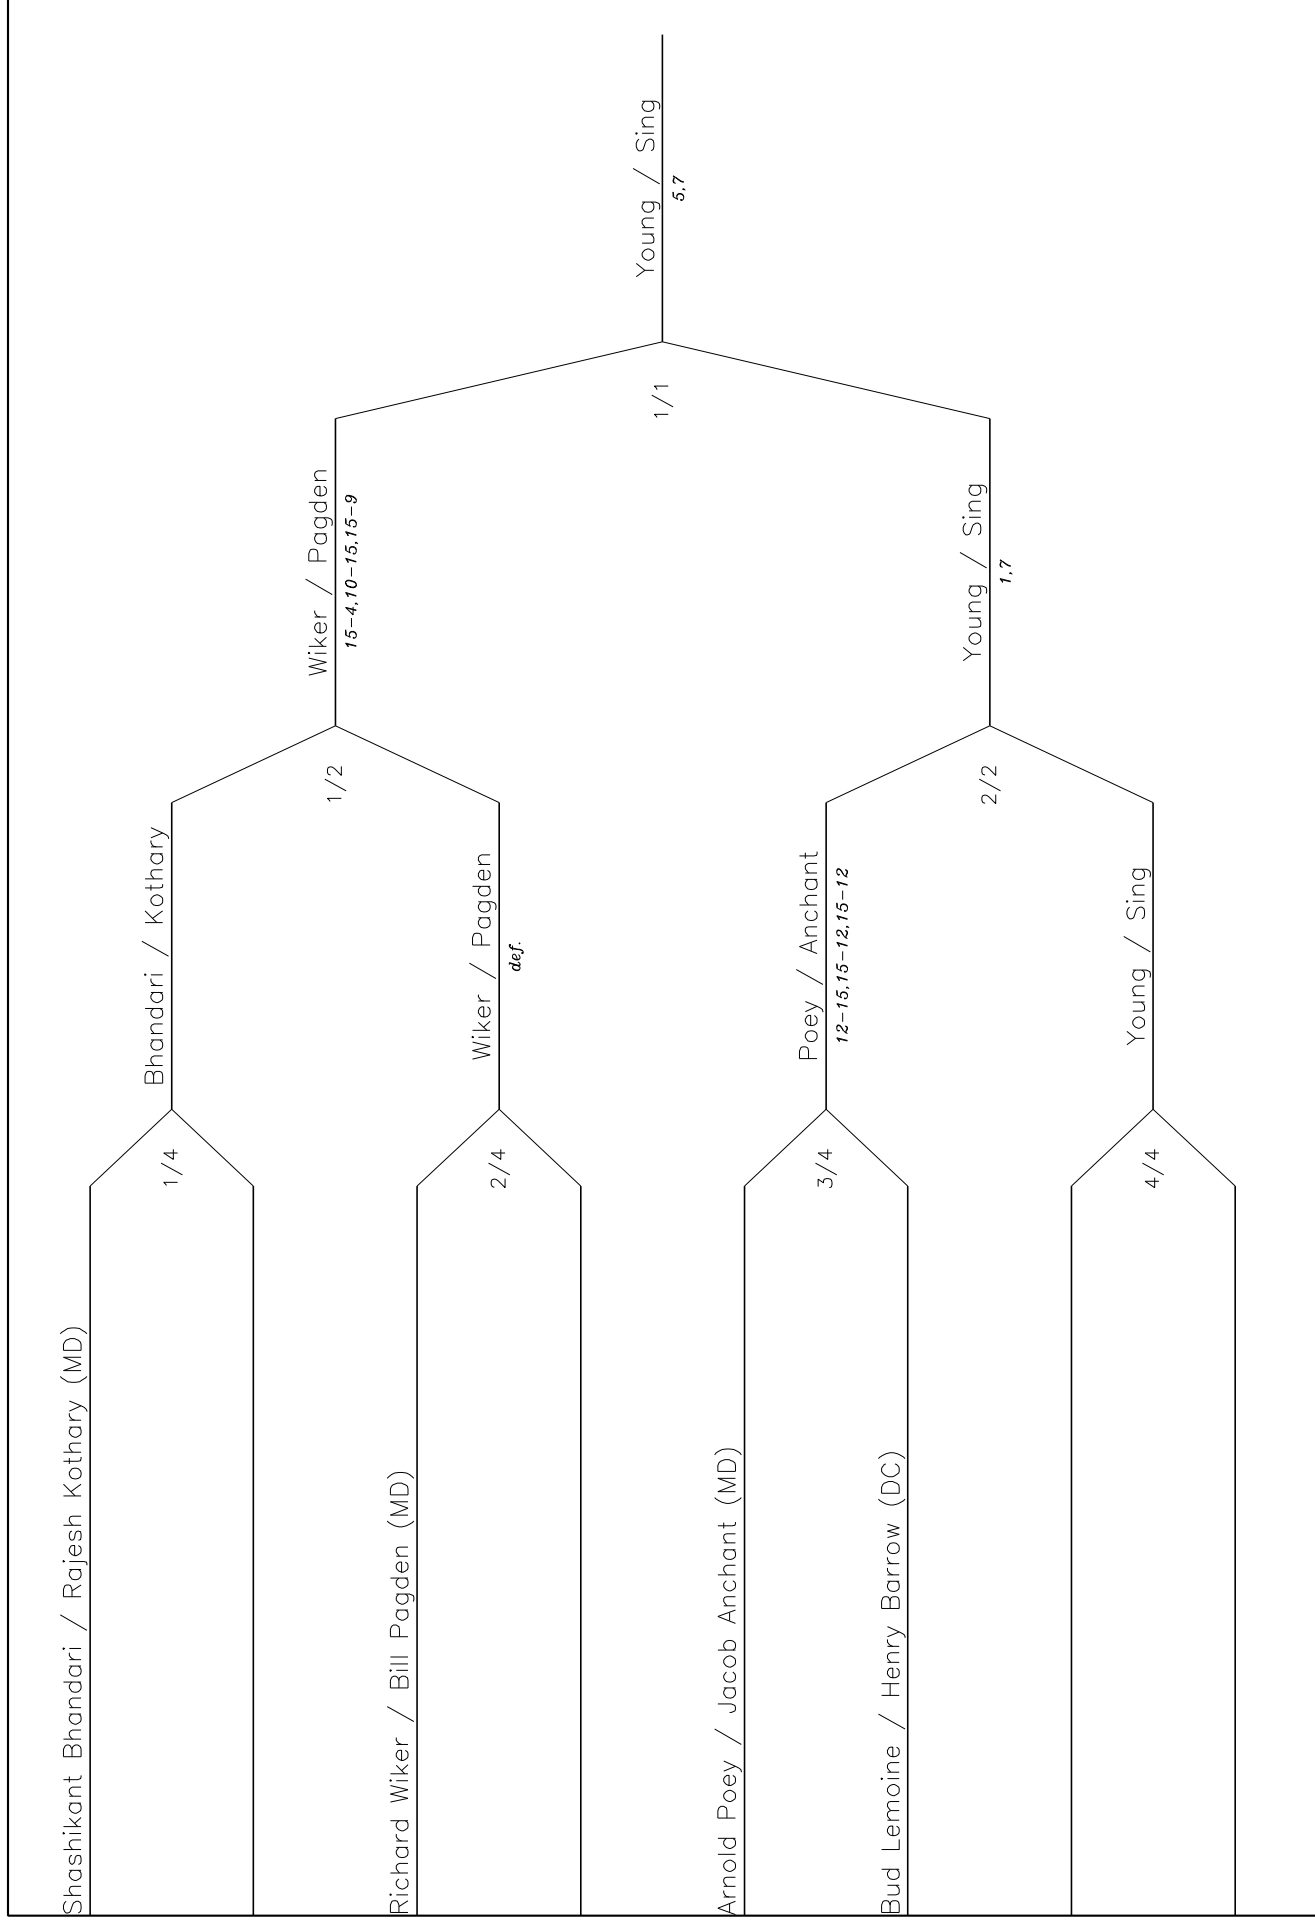 Shashikant Bhandari / Rajesh Kothary (MD)
Richard Wiker / Bill Pagden (MD)
Arnold Poey / Jacob Anchant (MD)
Bud Lemoine / Henry Barrow (DC)
1/4
2/4
3/4
4/4
Bhandari / Kothary
Wiker / Pagden
def.
Poey / Anchant
12-15,15-12,15-12
Young / Sing
1/2
2/2
Wiker / Pagden
15-4,10-15,15-9
Young / Sing
1,7
1/1
Young / Sing
5,7